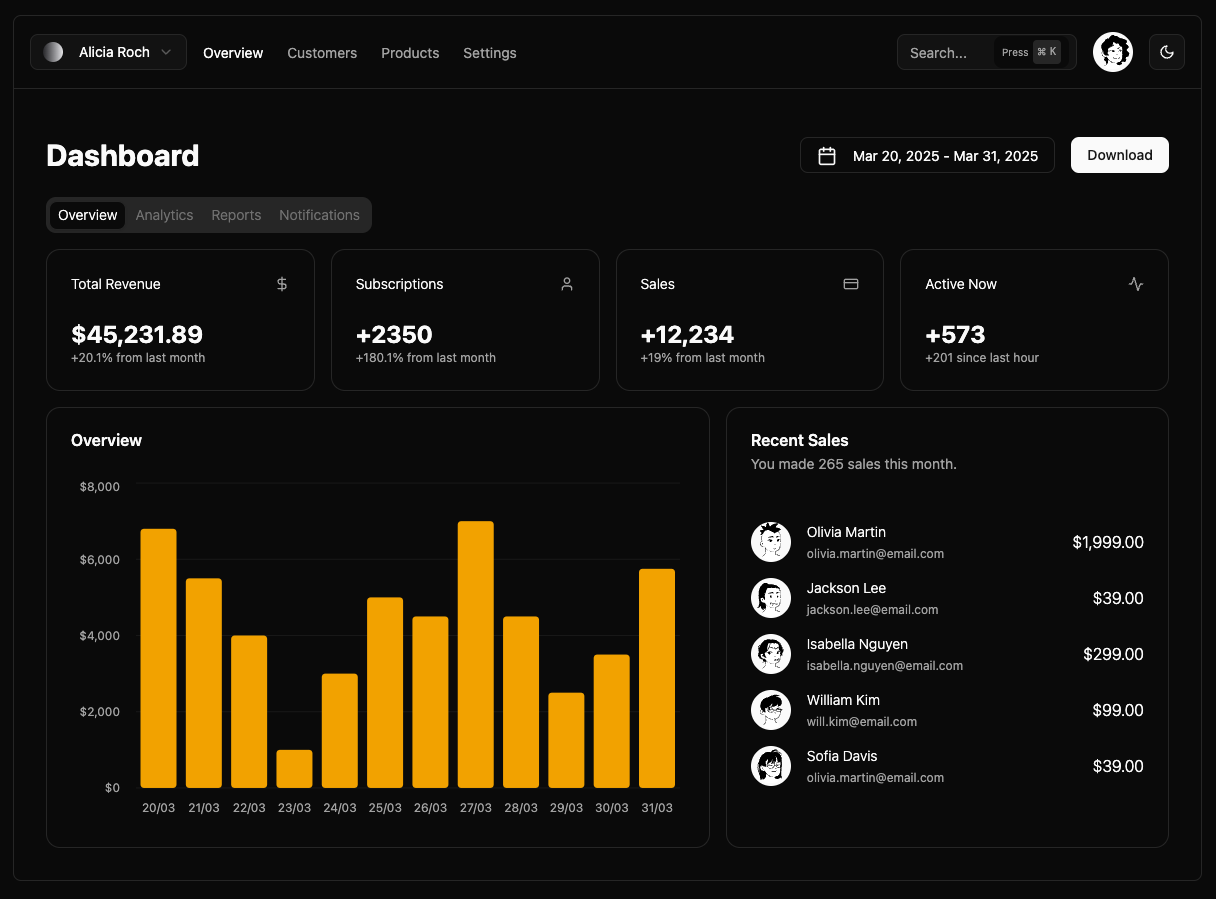 Alicia Roch Overview Customers Products Settings Search... Press ⌘ K
Dashboard Mar 20, 2025 - Mar 31, 2025 Download
Overview Analytics Reports Notifications
Total Revenue
$45,231.89
+20.1% from last month
Subscriptions
+2350
+180.1% from last month
Sales
+12,234
+19% from last month
Active Now
+573
+201 since last hour
Overview
$8,000
$6,000
$4,000
$2,000
$0
20/03 21/03 22/03 23/03 24/03 25/03 26/03 27/03 28/03 29/03 30/03 31/03
Recent Sales
You made 265 sales this month.
Olivia Martin
olivia.martin@email.com
$1,999.00
Jackson Lee
jackson.lee@email.com
$39.00
Isabella Nguyen
isabella.nguyen@email.com
$299.00
William Kim
will.kim@email.com
$99.00
Sofia Davis
olivia.martin@email.com
$39.00